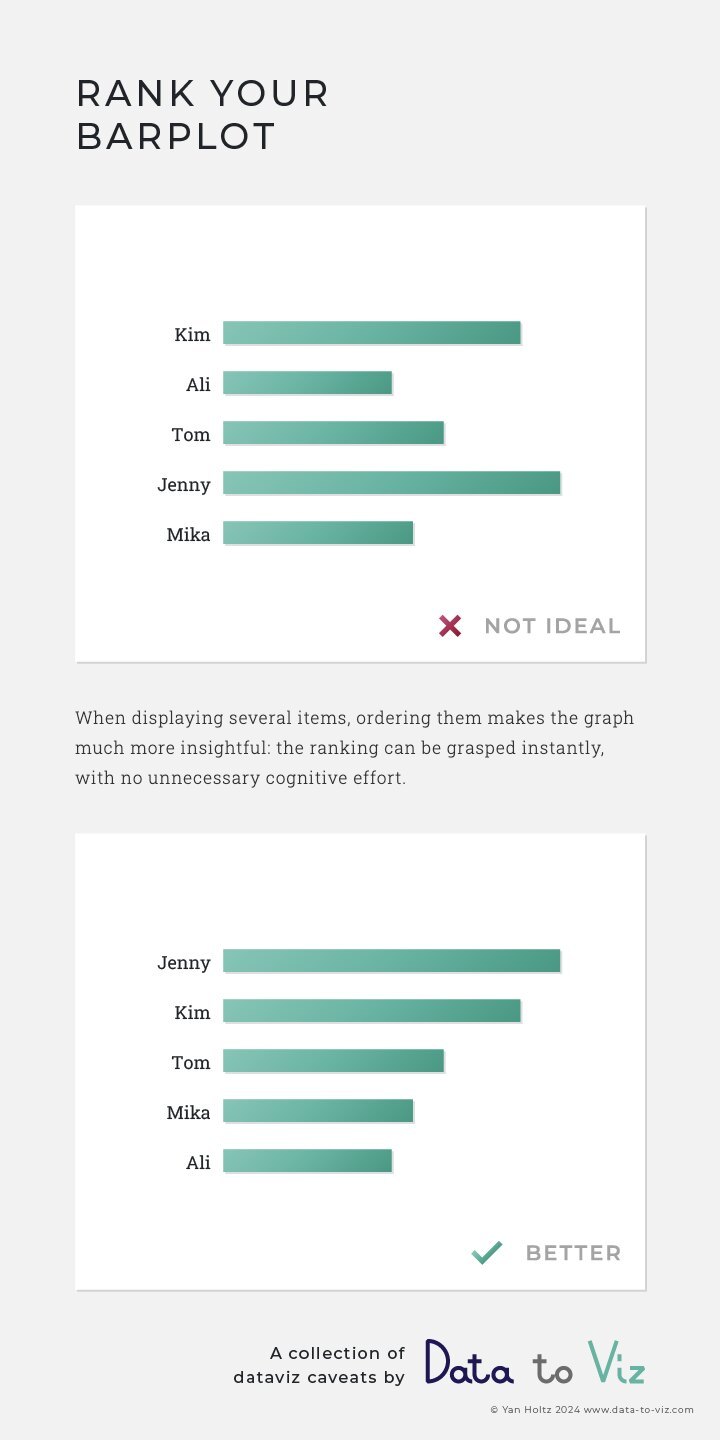 RANK YOUR
BARPLOT
Kim
Ali
Tom
Jenny
Mika
NOT IDEAL
When displaying several items, ordering them makes the graph
much more insightful: the ranking can be grasped instantly,
with no unnecessary cognitive effort.
Jenny
Kim
Tom
Mika
Ali
BETTER
A collection of
dataviz caveats by
Data to Viz
© Yan Holtz 2024 www.data-to-viz.com